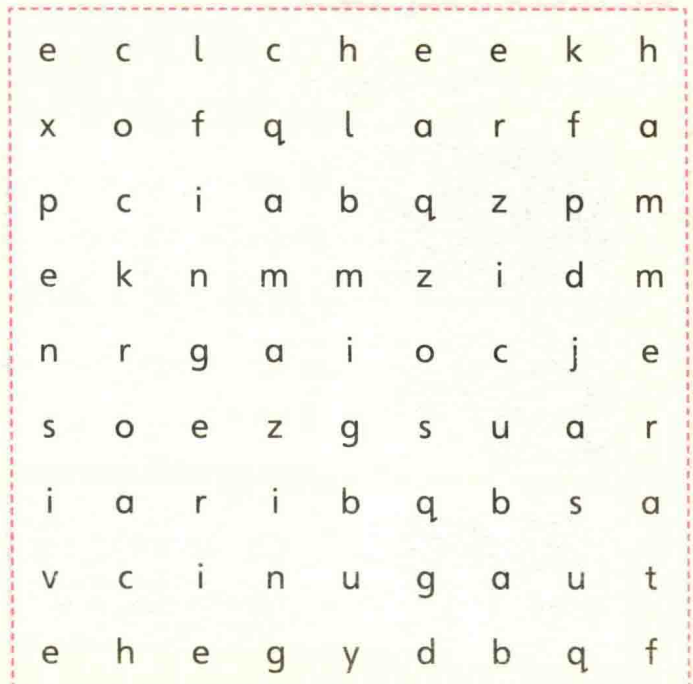 e c l c h e e k h
x o f q l a r f a
p c i a b q z p m
e k n m m z i d m
n r g a i o c j e
s o e z g s u a r
i a r i b q b s a
v c i n u g a u t
e h e g y d b q f